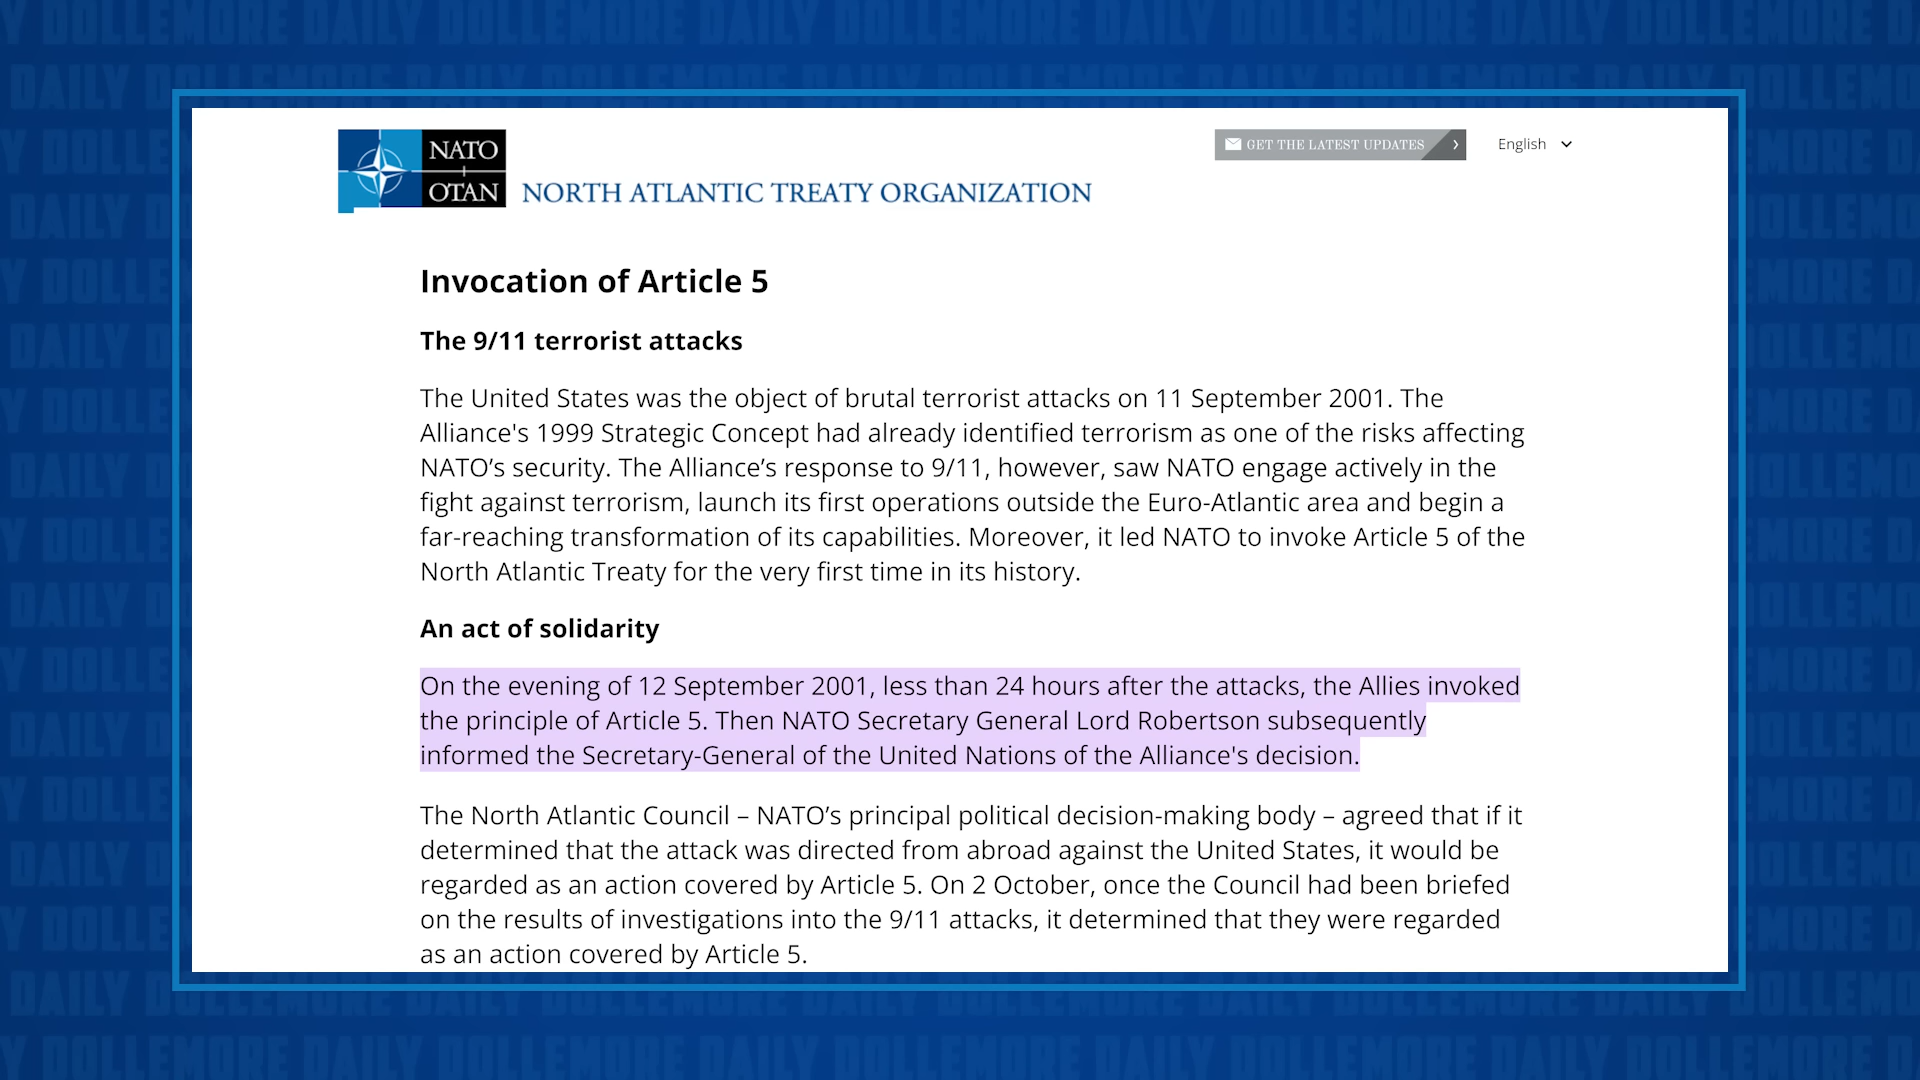 NATO
OTAN
NORTH ATLANTIC TREATY ORGANIZATION
GET THE LATEST UPDATES
English
Invocation of Article 5
The 9/11 terrorist attacks
The United States was the object of brutal terrorist attacks on 11 September 2001. The
Alliance's 1999 Strategic Concept had already identified terrorism as one of the risks affecting
NATO’s security. The Alliance’s response to 9/11, however, saw NATO engage actively in the
fight against terrorism, launch its first operations outside the Euro-Atlantic area and begin a
far-reaching transformation of its capabilities. Moreover, it led NATO to invoke Article 5 of the
North Atlantic Treaty for the very first time in its history.
An act of solidarity
On the evening of 12 September 2001, less than 24 hours after the attacks, the Allies invoked
the principle of Article 5. Then NATO Secretary General Lord Robertson subsequently
informed the Secretary-General of the United Nations of the Alliance's decision.
The North Atlantic Council – NATO’s principal political decision-making body – agreed that if it
determined that the attack was directed from abroad against the United States, it would be
regarded as an action covered by Article 5. On 2 October, once the Council had been briefed
on the results of investigations into the 9/11 attacks, it determined that they were regarded
as an action covered by Article 5.